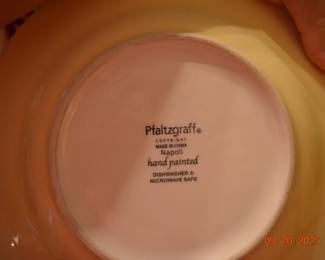 Pfaltzgraff®
COPYRIGHT
MADE IN CHINA
Napoli
hand painted
DISHWASHER &
MICROWAVE SAFE